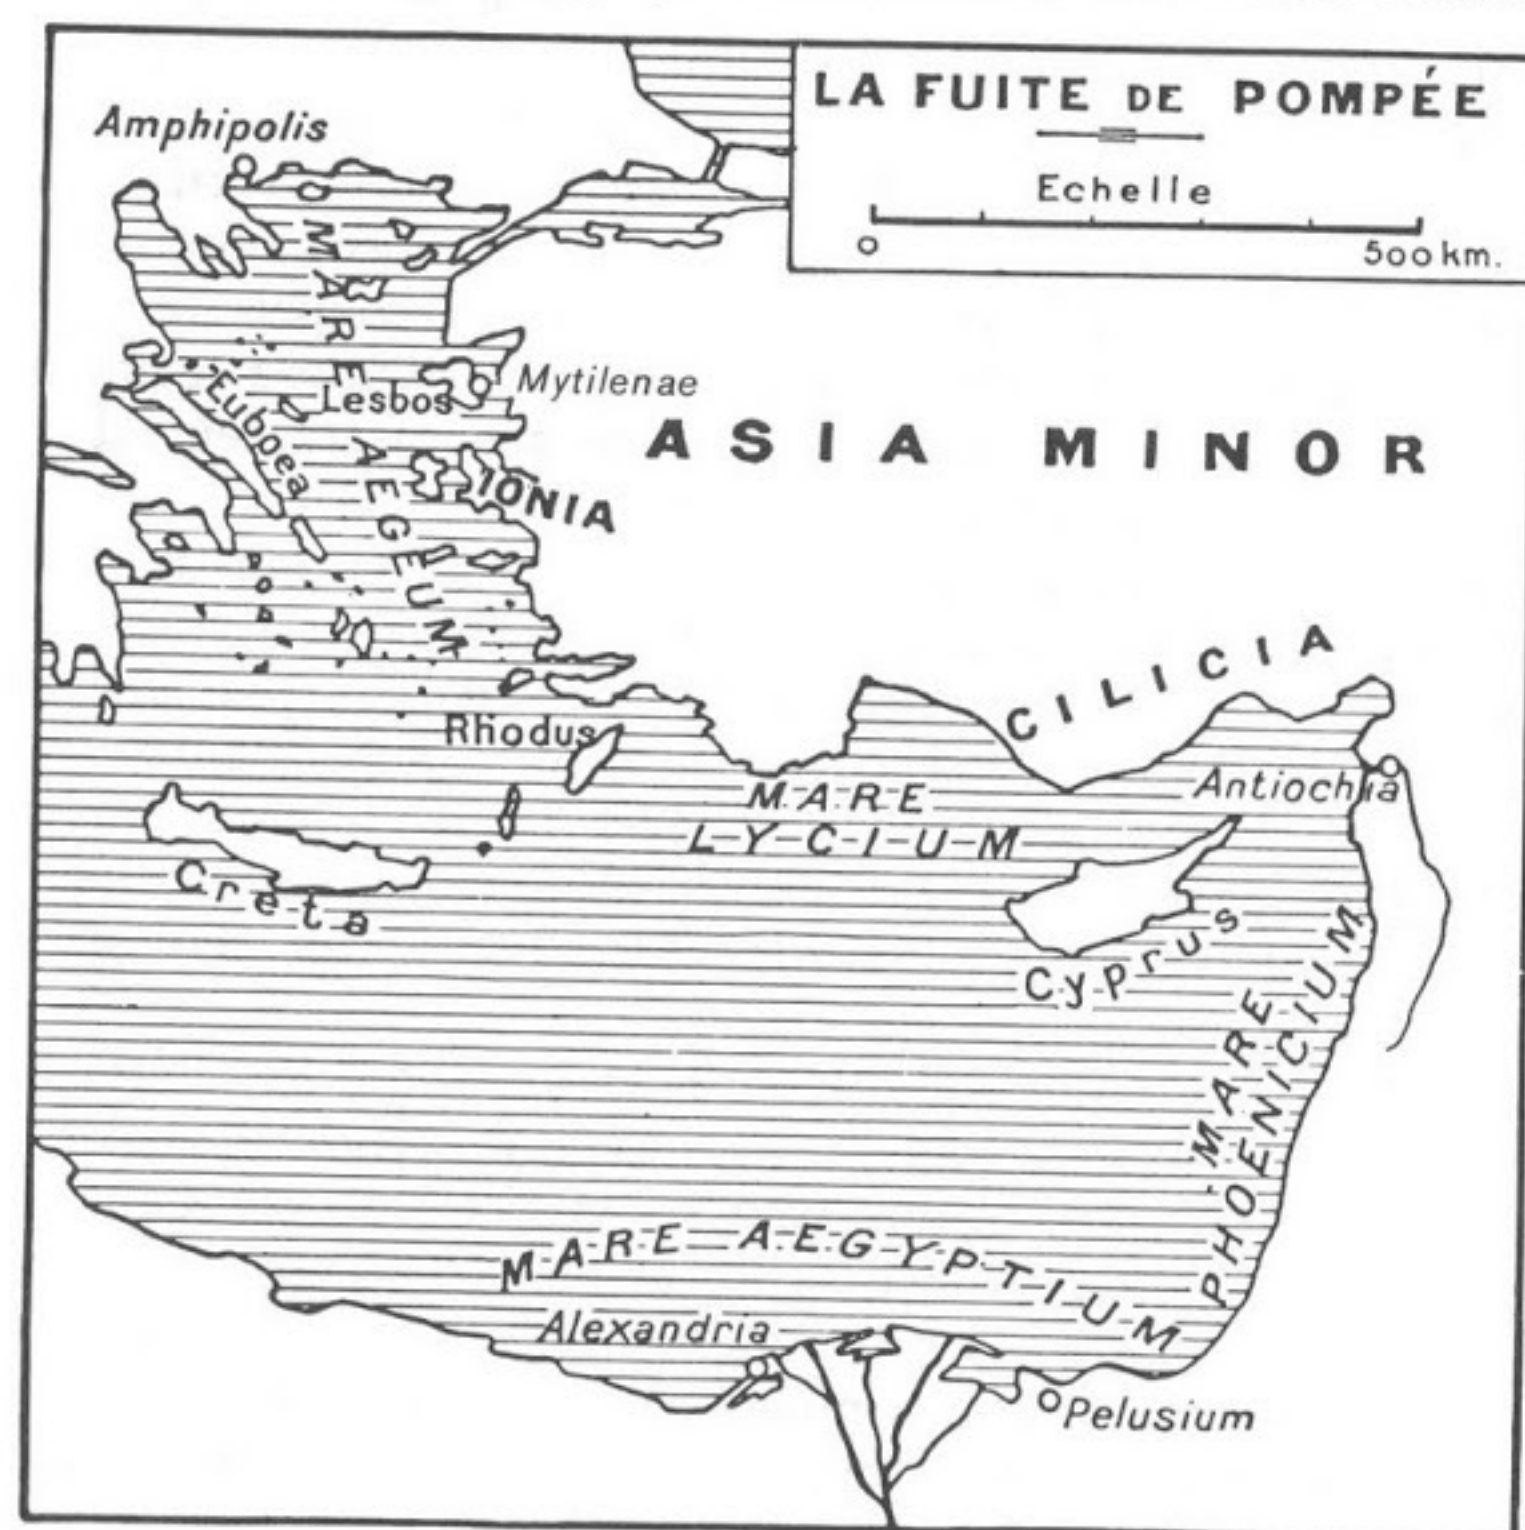 LA FUITE DE POMPÉE
Echelle
0
500 km.
Amphipolis
MARE AEGEUM
Euboea
Lesbos
Mytilenae
ASIA MINOR
IONIA
CILICIA
Rhodus
MARE
LYCIUM
Antiochia
Creta
Cyprus
MARE
PHOENICIUM
MARE AEGYPTIUM
Alexandria
Pelusium